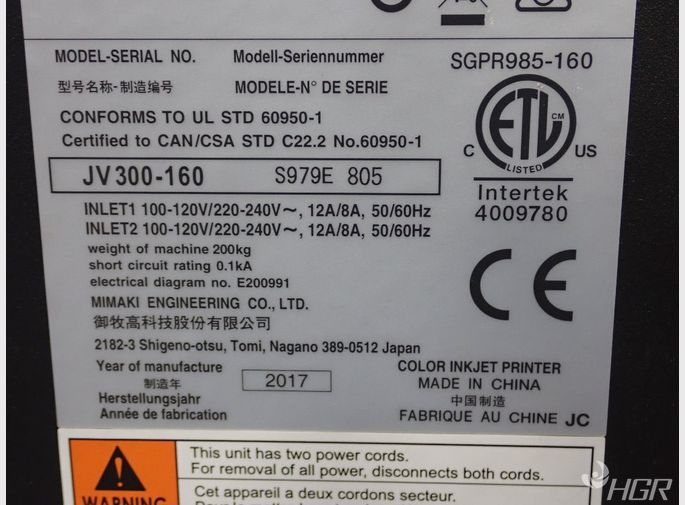 MODEL-SERIAL NO. Modell-Seriennummer SGPR985-160
型号名称-制造编号 MODELE-N° DE SERIE
CONFORMS TO UL STD 60950-1
Certified to CAN/CSA STD C22.2 No.60950-1
ETL CM
C US
LISTED
JV300-160 S979E 805
Intertek
4009780
INLET1 100-120V/220-240V～, 12A/8A, 50/60Hz
INLET2 100-120V/220-240V～, 12A/8A, 50/60Hz
weight of machine 200kg
short circuit rating 0.1kA
electrical diagram no. E200991
CE
MIMAKI ENGINEERING CO., LTD.
御牧高科技股份有限公司
2182-3 Shigeno-otsu, Tomi, Nagano 389-0512 Japan
Year of manufacture
制造年
Herstellungsjahr
Année de fabrication
2017
COLOR INKJET PRINTER
MADE IN CHINA
中国制造
FABRIQUE AU CHINE JC
WARNING
This unit has two power cords.
For removal of all power, disconnects both cords.
Cet appareil a deux cordons secteur.
HGR